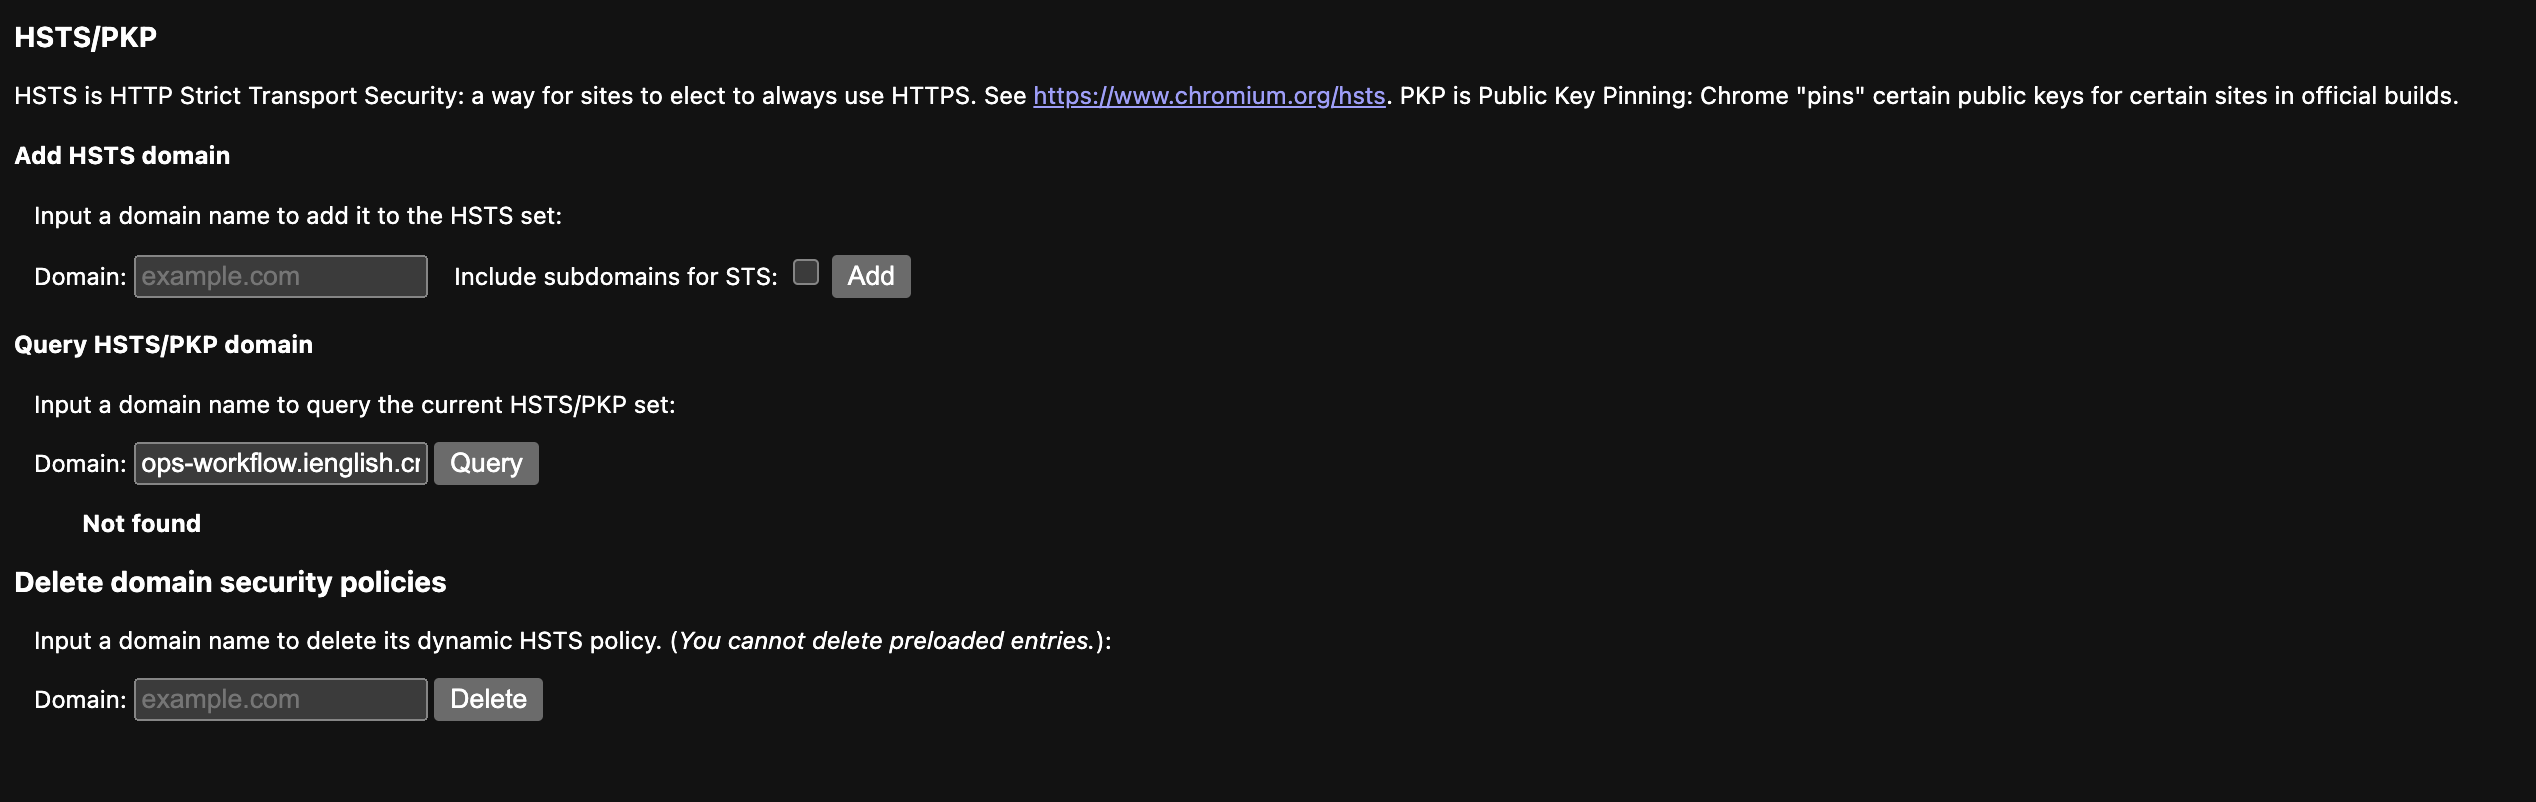 HSTS/PKP
HSTS is HTTP Strict Transport Security: a way for sites to elect to always use HTTPS. See https://www.chromium.org/hsts. PKP is Public Key Pinning: Chrome "pins" certain public keys for certain sites in official builds.
Add HSTS domain
Input a domain name to add it to the HSTS set:
Domain: example.com Include subdomains for STS: Add
Query HSTS/PKP domain
Input a domain name to query the current HSTS/PKP set:
Domain: ops-workflow.ienglish.cn Query
Not found
Delete domain security policies
Input a domain name to delete its dynamic HSTS policy. (You cannot delete preloaded entries.):
Domain: example.com Delete